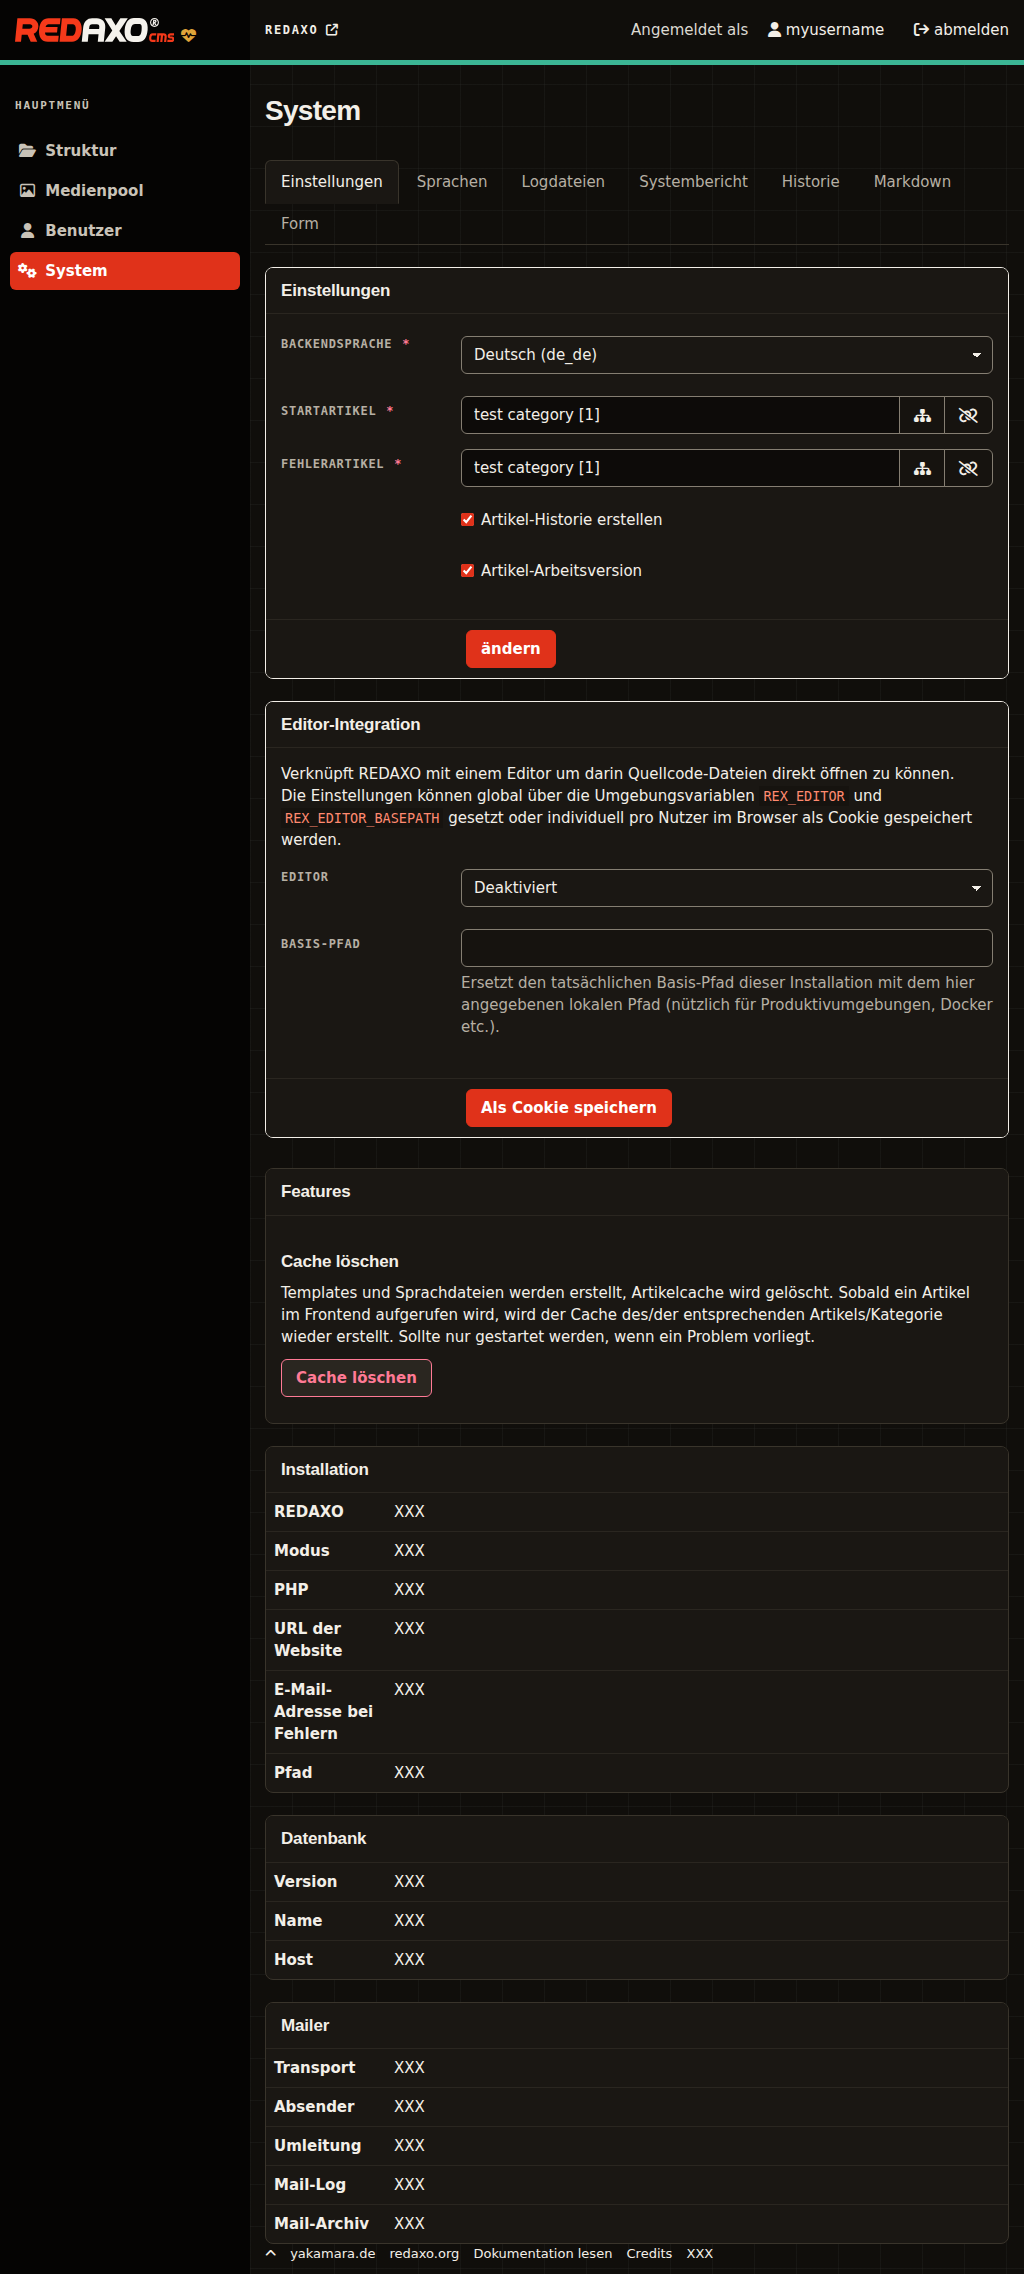 REDAXO® cms
REDAXO
Angemeldet als myusername abmelden
HAUPTMENÜ
Struktur
Medienpool
Benutzer
System
System
Einstellungen Sprachen Logdateien Systembericht Historie Markdown
Form
Einstellungen
BACKENDSPRACHE *
Deutsch (de_de)
STARTARTIKEL *
test category [1]
FEHLERARTIKEL *
test category [1]
Artikel-Historie erstellen
Artikel-Arbeitsversion
ändern
Editor-Integration
Verknüpft REDAXO mit einem Editor um darin Quellcode-Dateien direkt öffnen zu können.
Die Einstellungen können global über die Umgebungsvariablen REX_EDITOR und
REX_EDITOR_BASEPATH gesetzt oder individuell pro Nutzer im Browser als Cookie gespeichert
werden.
EDITOR
Deaktiviert
BASIS-PFAD
Ersetzt den tatsächlichen Basis-Pfad dieser Installation mit dem hier
angegebenen lokalen Pfad (nützlich für Produktivumgebungen, Docker
etc.).
Als Cookie speichern
Features
Cache löschen
Templates und Sprachdateien werden erstellt, Artikelcache wird gelöscht. Sobald ein Artikel
im Frontend aufgerufen wird, wird der Cache des/der entsprechenden Artikels/Kategorie
wieder erstellt. Sollte nur gestartet werden, wenn ein Problem vorliegt.
Cache löschen
Installation
REDAXO XXX
Modus XXX
PHP XXX
URL der XXX
Website
E-Mail- XXX
Adresse bei
Fehlern
Pfad XXX
Datenbank
Version XXX
Name XXX
Host XXX
Mailer
Transport XXX
Absender XXX
Umleitung XXX
Mail-Log XXX
Mail-Archiv XXX
yakamara.de redaxo.org Dokumentation lesen Credits XXX